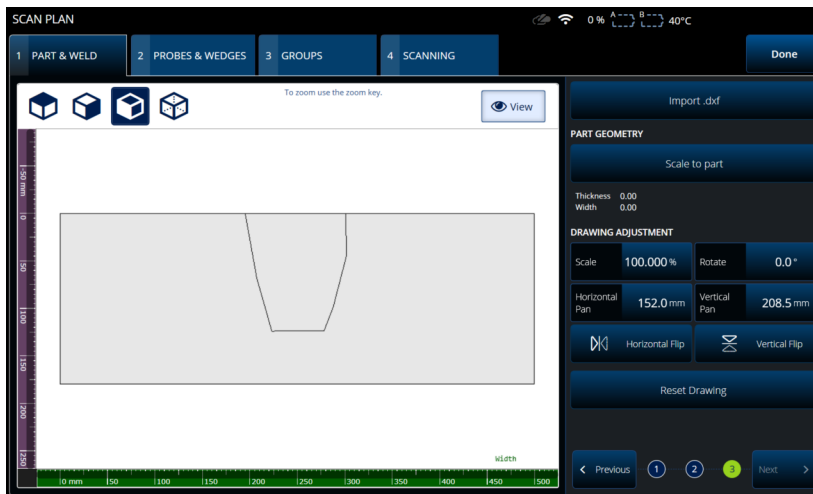 SCAN PLAN
0 % A B 40°C
1 PART & WELD 2 PROBES & WEDGES 3 GROUPS 4 SCANNING Done
To zoom use the zoom key.
View
Import .dxf
PART GEOMETRY
Scale to part
Thickness 0.00
Width 0.00
DRAWING ADJUSTMENT
Scale 100.000 % Rotate 0.0 °
Horizontal Pan 152.0 mm Vertical Pan 208.5 mm
Horizontal Flip Vertical Flip
Reset Drawing
Previous 1 2 3 Next
-50 mm
0
50
100
150
200
250
Width
0 mm 50 100 150 200 250 300 350 400 450 500